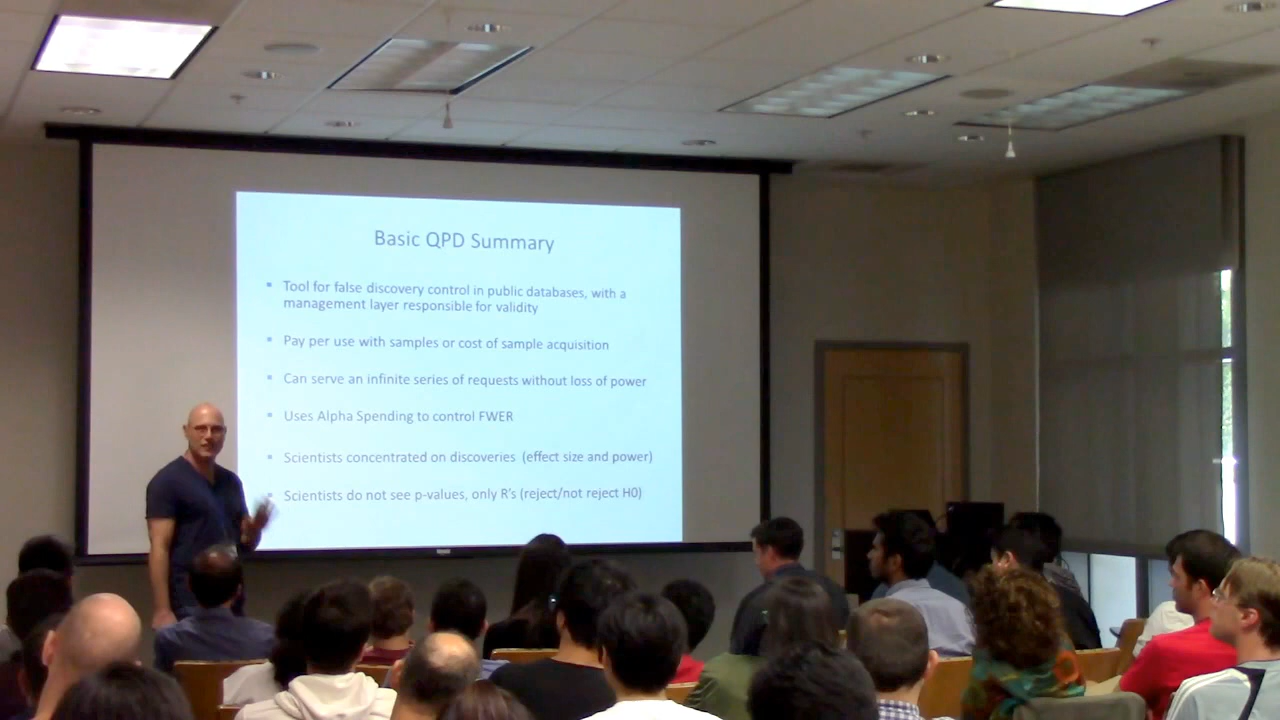 Basic QPD Summary
Tool for false discovery control in public databases, with a
management layer responsible for validity
Pay per use with samples or cost of sample acquisition
Can serve an infinite series of requests without loss of power
Uses Alpha Spending to control FWER
Scientists concentrated on discoveries (effect size and power)
Scientists do not see p-values, only R's (reject/not reject H0)